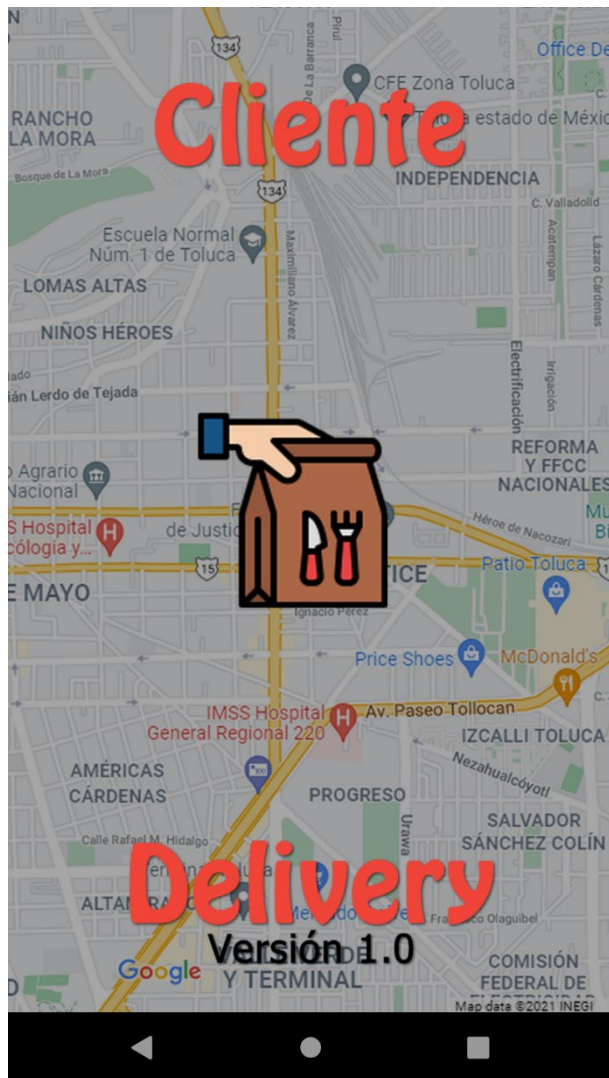 134
Office De
CFE Zona Toluca
De La Barranca
Pirul
Cliente
RANCHO
LA MORA
estado de Méxic
Bosque de La Mora
134
INDEPENDENCIA
C. Valladolid
Escuela Normal
Núm. 1 de Toluca
Maximiliano Álvarez
Acatempan
Lázaro Cárdenas
LOMAS ALTAS
NIÑOS HÉROES
Electrificación
Irrigación
ián Lerdo de Tejada
REFORMA
Y FFCC
NACIONALES
Agrario
Nacional
S Hospital
cología y...
de Justic
Héroe de Nacozari
15
TICE
Patio Toluca
E MAYO
Ignacio Pérez
Price Shoes
McDonald's
IMSS Hospital
General Regional 220
Av. Paseo Tollocan
IZCALLI TOLUCA
Nezahualcóyotl
AMÉRICAS
CÁRDENAS
PROGRESO
Urawa
SALVADOR
SÁNCHEZ COLÍN
Calle Rafael M. Hidalgo
Delivery
Versión 1.0
Google
Y TERMINAL
COMISIÓN
FEDERAL DE
Map data ©2021 INEGI